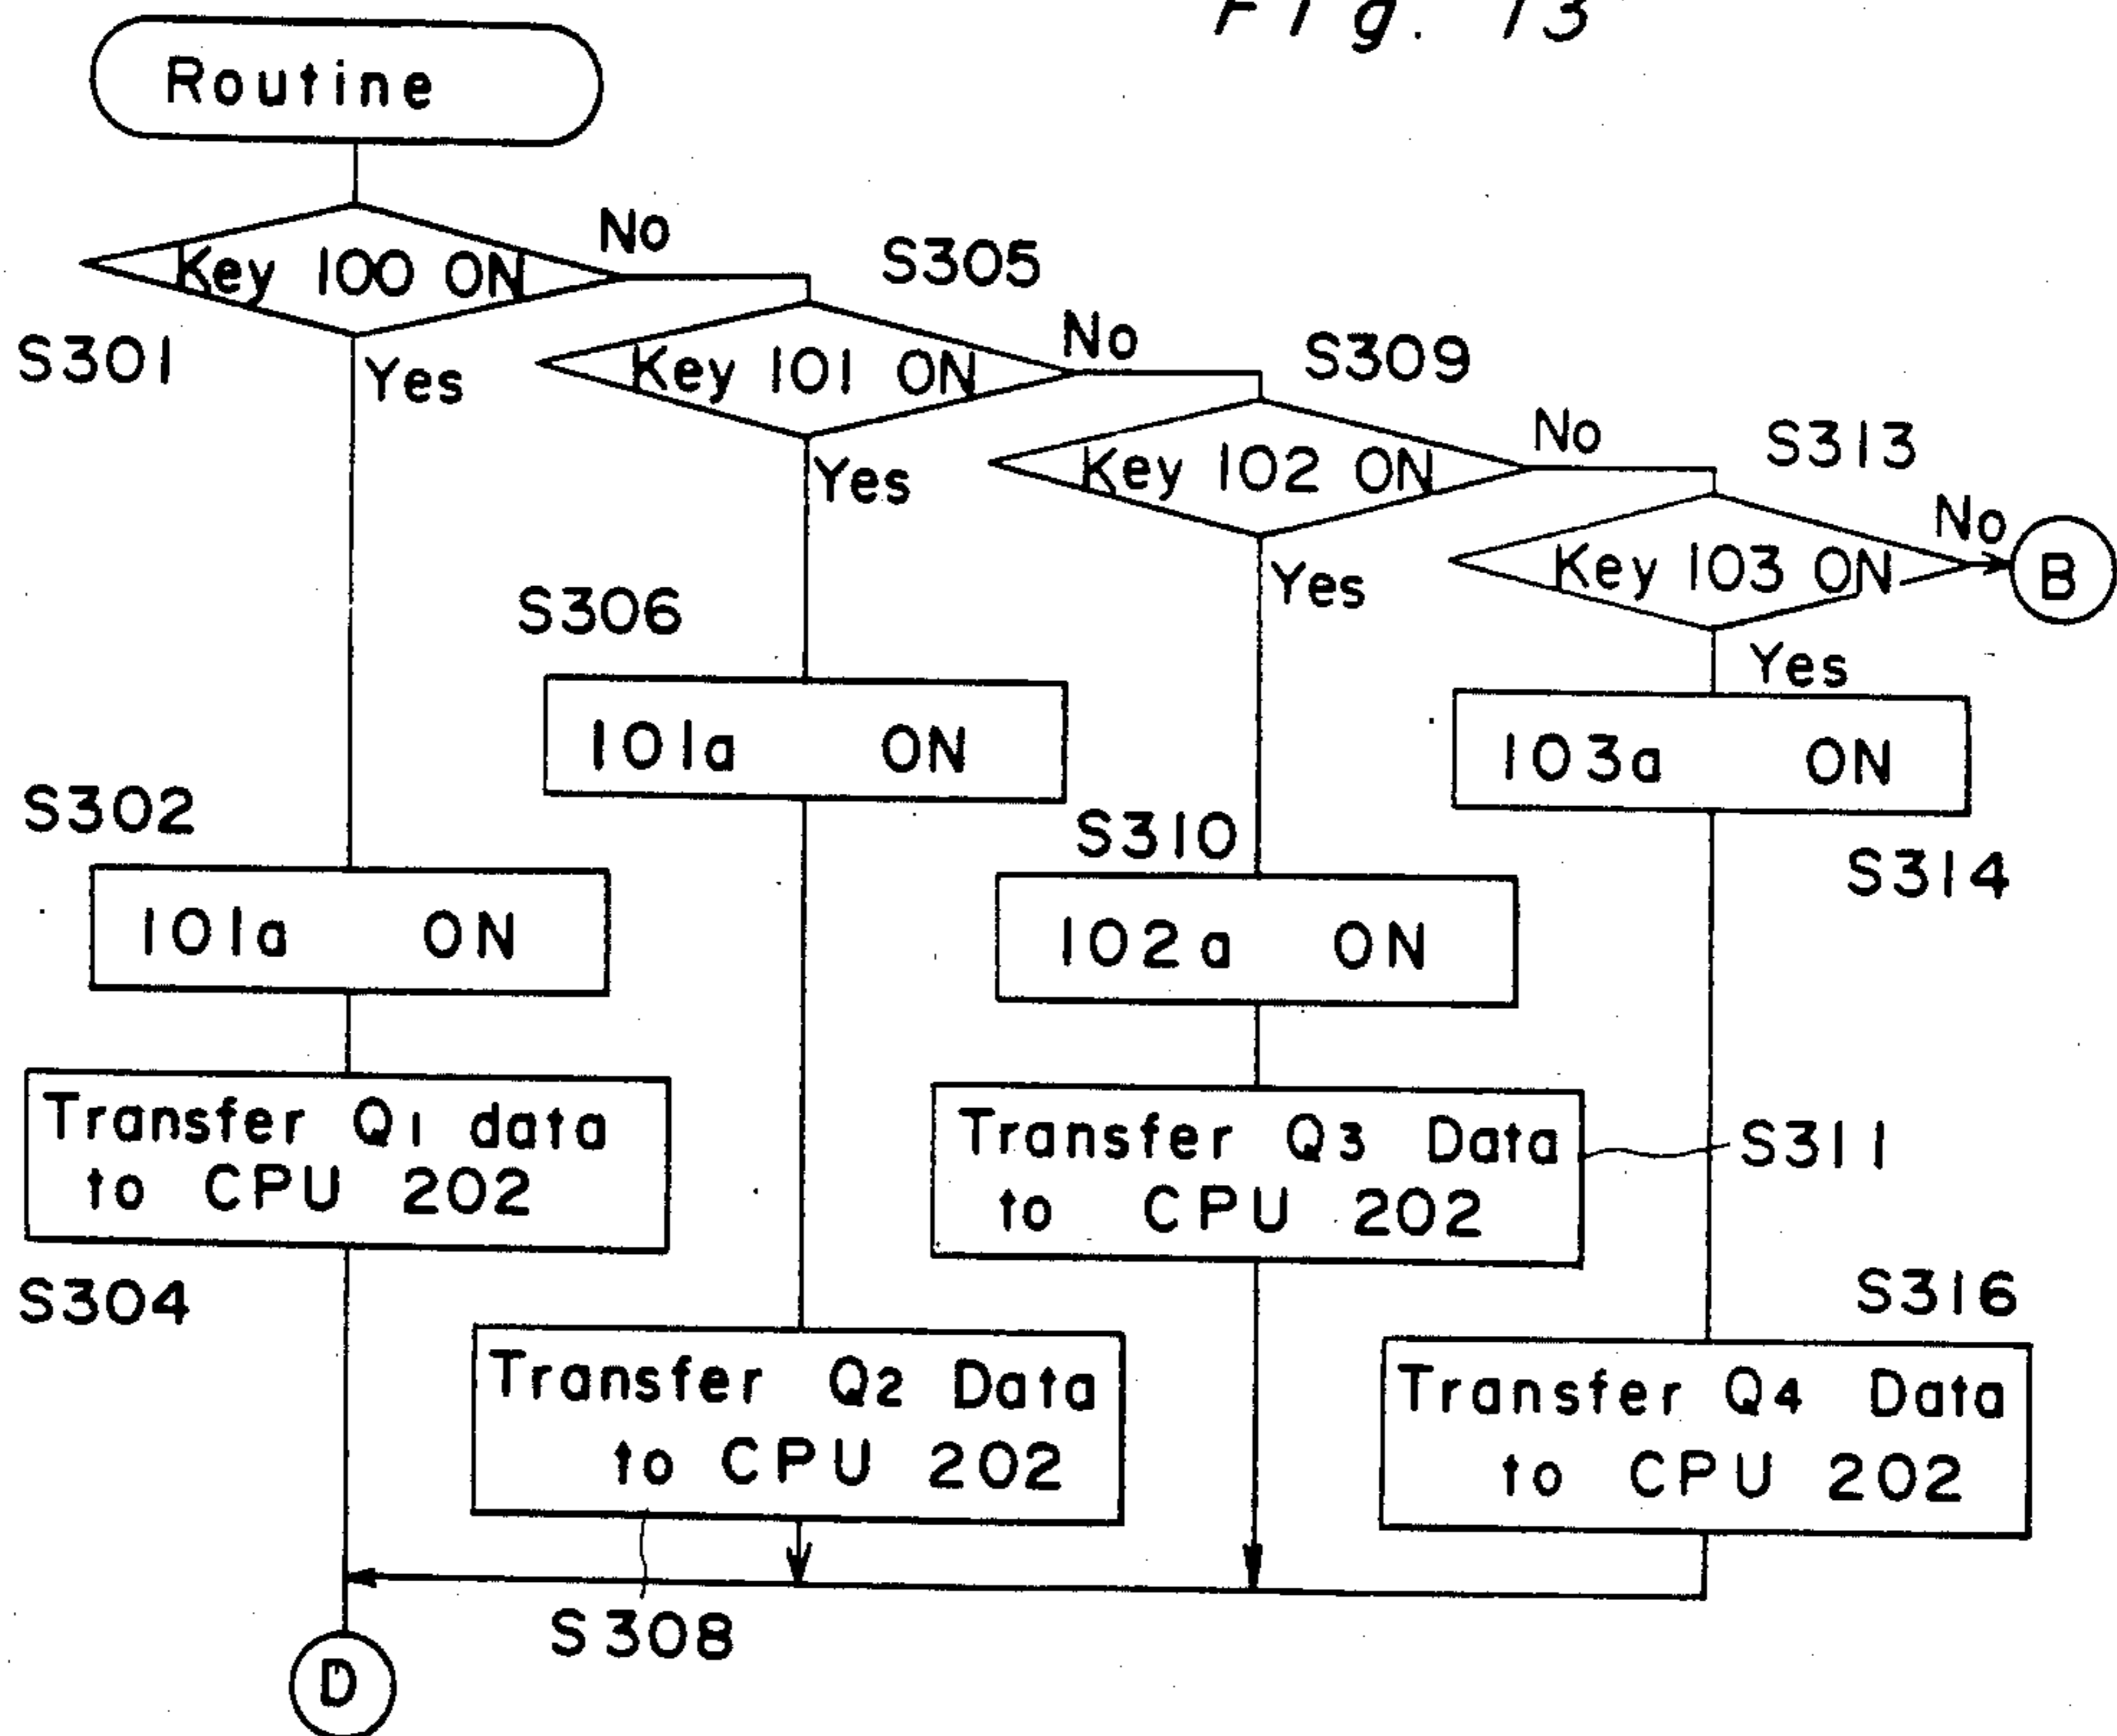 Fig. 13
Routine
Key 100 ON
No
S301
Yes
S305
Key 101 ON
No
Yes
S309
Key 102 ON
No
Yes
S313
Key 103 ON
No
B
Yes
S306
101a ON
103a ON
S314
S302
101a ON
S310
102a ON
Transfer Q1 data
to CPU 202
S304
Transfer Q3 Data
to CPU 202
S311
Transfer Q2 Data
to CPU 202
S308
S316
Transfer Q4 Data
to CPU 202
D